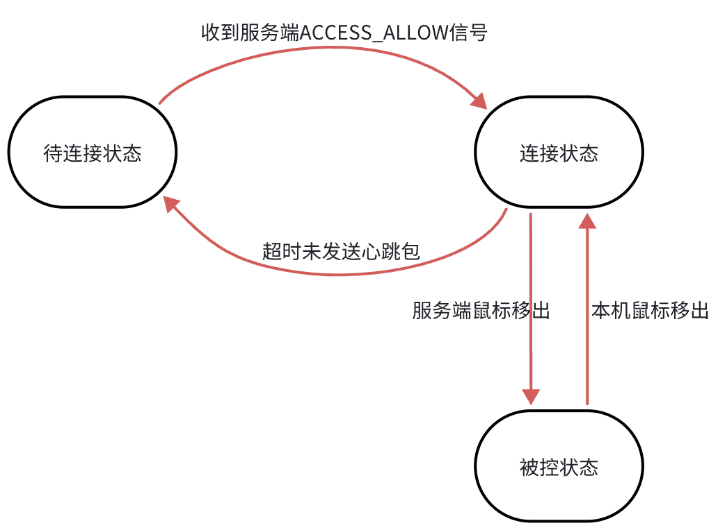 收到服务端ACCESS_ALLOW信号
待连接状态
连接状态
超时未发送心跳包
服务端鼠标移出
本机鼠标移出
被控状态